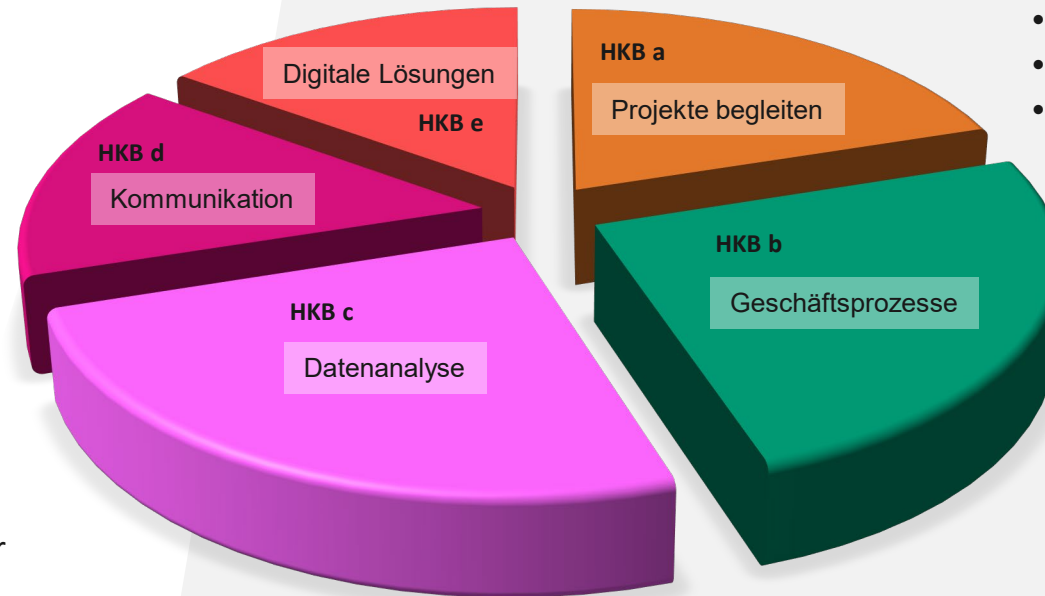 HKB a
Projekte begleiten
HKB b
Geschäftsprozesse
HKB c
Datenanalyse
HKB d
Kommunikation
Digitale Lösungen
HKB e
r